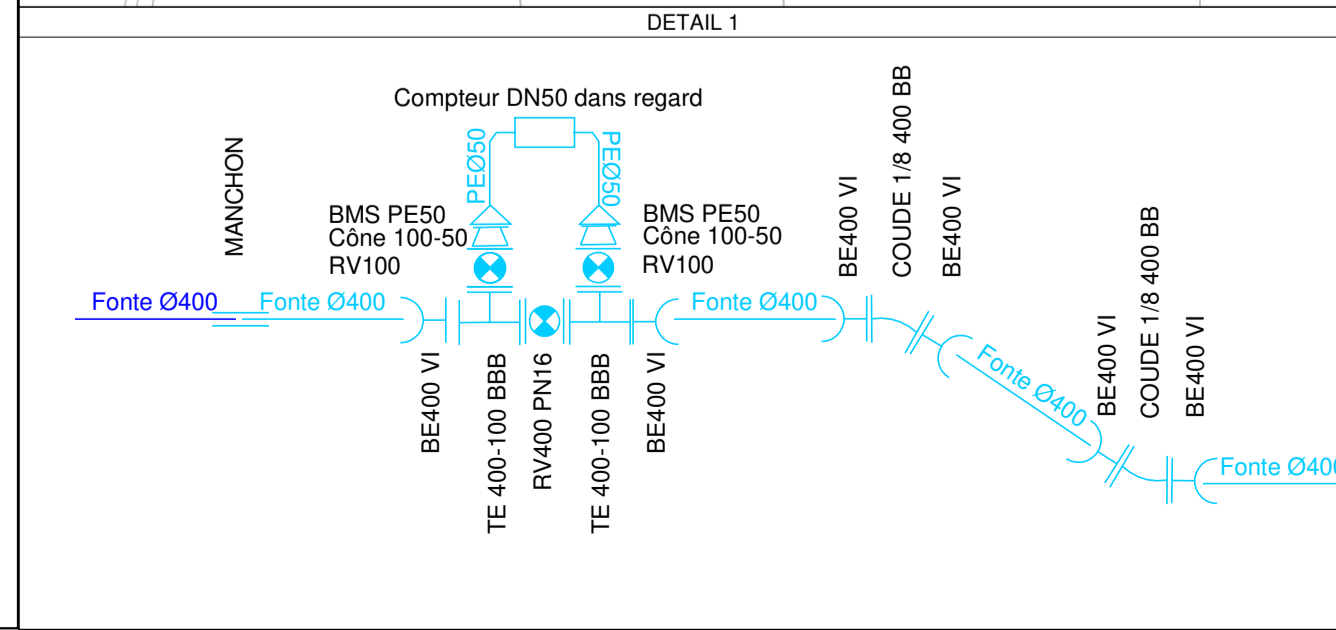 DETAIL 1
Compteur DN50 dans regard
MANCHON
PEØ50
PEØ50
BMS PE50
Cône 100-50
RV100
BMS PE50
Cône 100-50
RV100
BE400 VI
COUDE 1/8 400 BB
BE400 VI
Fonte Ø400
Fonte Ø400
Fonte Ø400
BE400 VI
TE 400-100 BBB
RV400 PN16
TE 400-100 BBB
BE400 VI
Fonte Ø400
BE400 VI
COUDE 1/8 400 BB
BE400 VI
Fonte Ø400